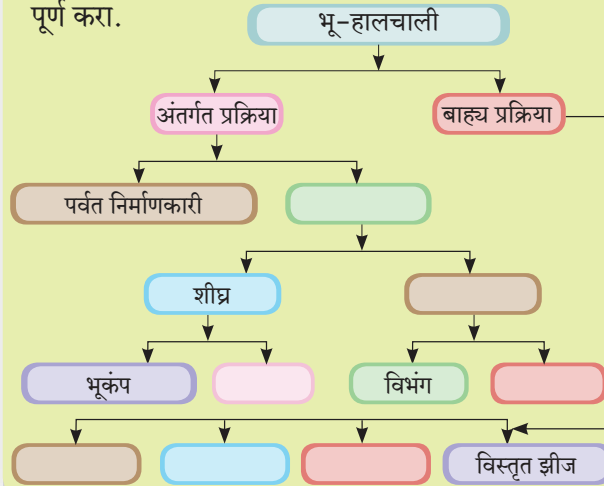 पूर्ण करा.
भू-हालचाली
अंतर्गत प्रक्रिया
बाह्य प्रक्रिया
पर्वत निर्माणकारी
शीघ्र
भूकंप
विभंग
विस्तृत झीज